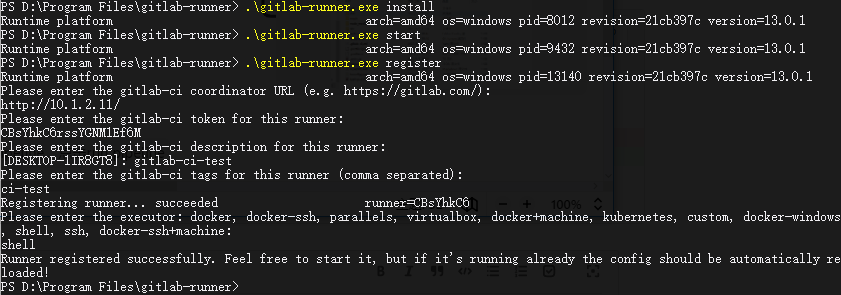 PS D:\Program Files\gitlab-runner> .\gitlab-runner.exe install
Runtime platform arch=amd64 os=windows pid=8012 revision=21cb397c version=13.0.1
PS D:\Program Files\gitlab-runner> .\gitlab-runner.exe start
Runtime platform arch=amd64 os=windows pid=9432 revision=21cb397c version=13.0.1
PS D:\Program Files\gitlab-runner> .\gitlab-runner.exe register
Runtime platform arch=amd64 os=windows pid=13140 revision=21cb397c version=13.0.1
Please enter the gitlab-ci coordinator URL (e.g. https://gitlab.com/):
http://10.1.2.11/
Please enter the gitlab-ci token for this runner:
CBsYhkC6rssYGNM1Ef6M
Please enter the gitlab-ci description for this runner:
[DESKTOP-1IR8GT8]: gitlab-ci-test
Please enter the gitlab-ci tags for this runner (comma separated):
ci-test
Registering runner... succeeded runner=CBsYhkC6
100%
Please enter the executor: docker, docker-ssh, parallels, virtualbox, docker+machine, kubernetes, custom, docker-windows
, shell, ssh, docker-ssh+machine:
shell
Runner registered successfully. Feel free to start it, but if it's running already the config should be automatically re
loaded!
PS D:\Program Files\gitlab-runner>